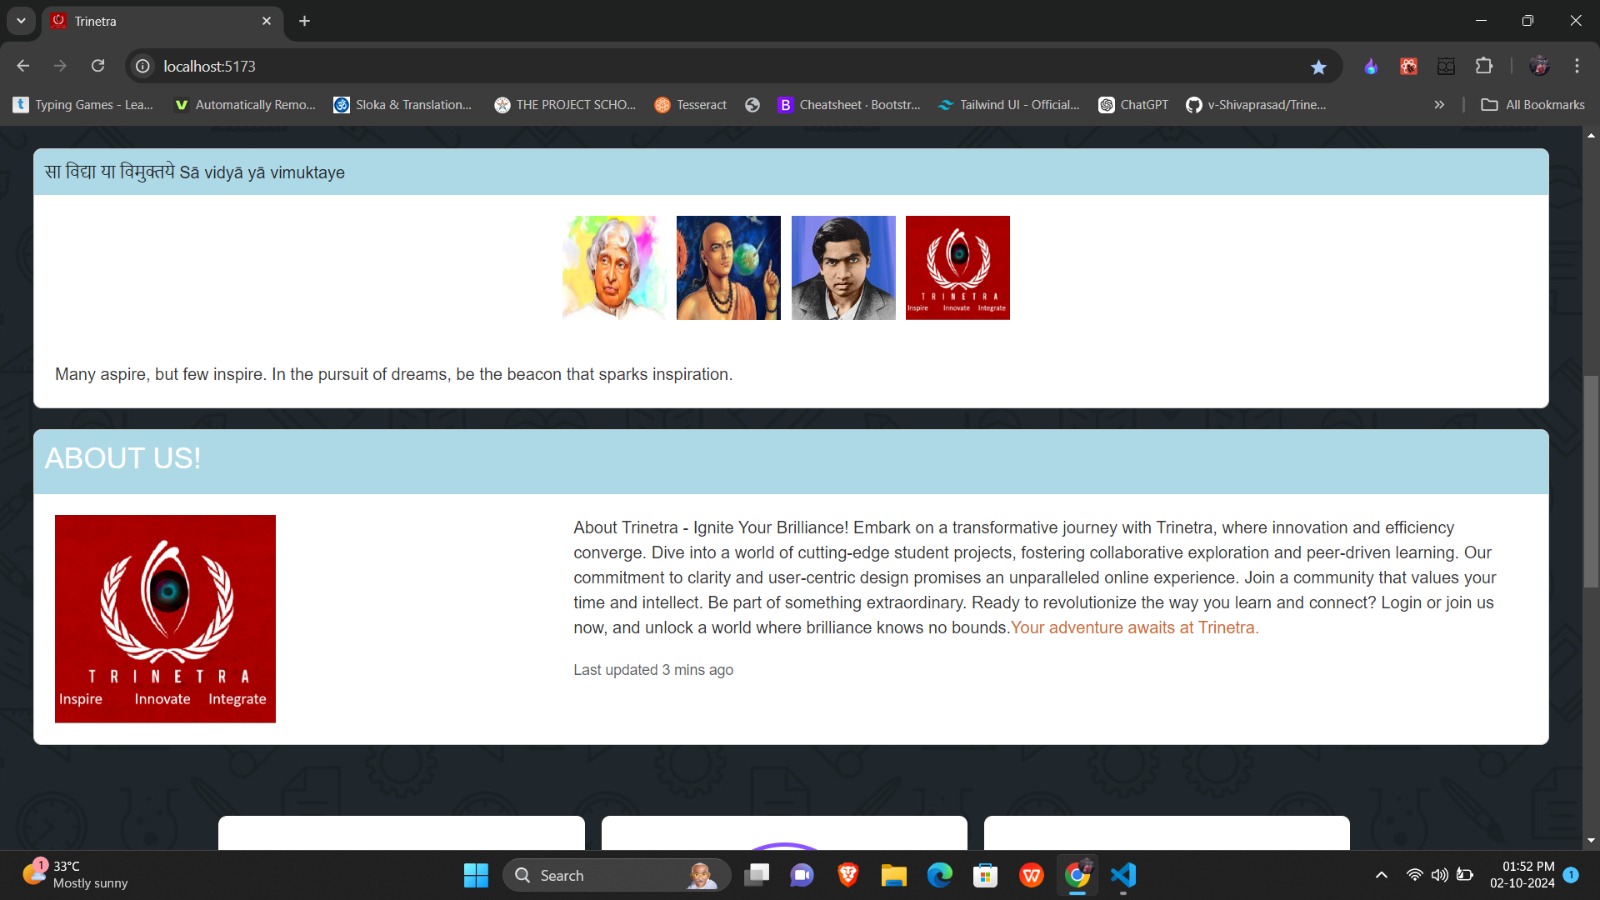 Trinetra
localhost:5173
Typing Games - Lea...
Automatically Remo...
Sloka & Translation...
THE PROJECT SCHO...
Tesseract
Cheatsheet · Bootstr...
Tailwind UI - Official...
ChatGPT
v-Shivaprasad/Trine...
All Bookmarks
सा विद्या या विमुक्तये Sā vidyā yā vimuktaye
TRINETRA
Inspire Innovate Integrate
Many aspire, but few inspire. In the pursuit of dreams, be the beacon that sparks inspiration.
ABOUT US!
TRINETRA
Inspire Innovate Integrate
About Trinetra - Ignite Your Brilliance! Embark on a transformative journey with Trinetra, where innovation and efficiency
converge. Dive into a world of cutting-edge student projects, fostering collaborative exploration and peer-driven learning. Our
commitment to clarity and user-centric design promises an unparalleled online experience. Join a community that values your
time and intellect. Be part of something extraordinary. Ready to revolutionize the way you learn and connect? Login or join us
now, and unlock a world where brilliance knows no bounds.Your adventure awaits at Trinetra.
Last updated 3 mins ago
1
33°C
Mostly sunny
Search
01:52 PM
02-10-2024
1